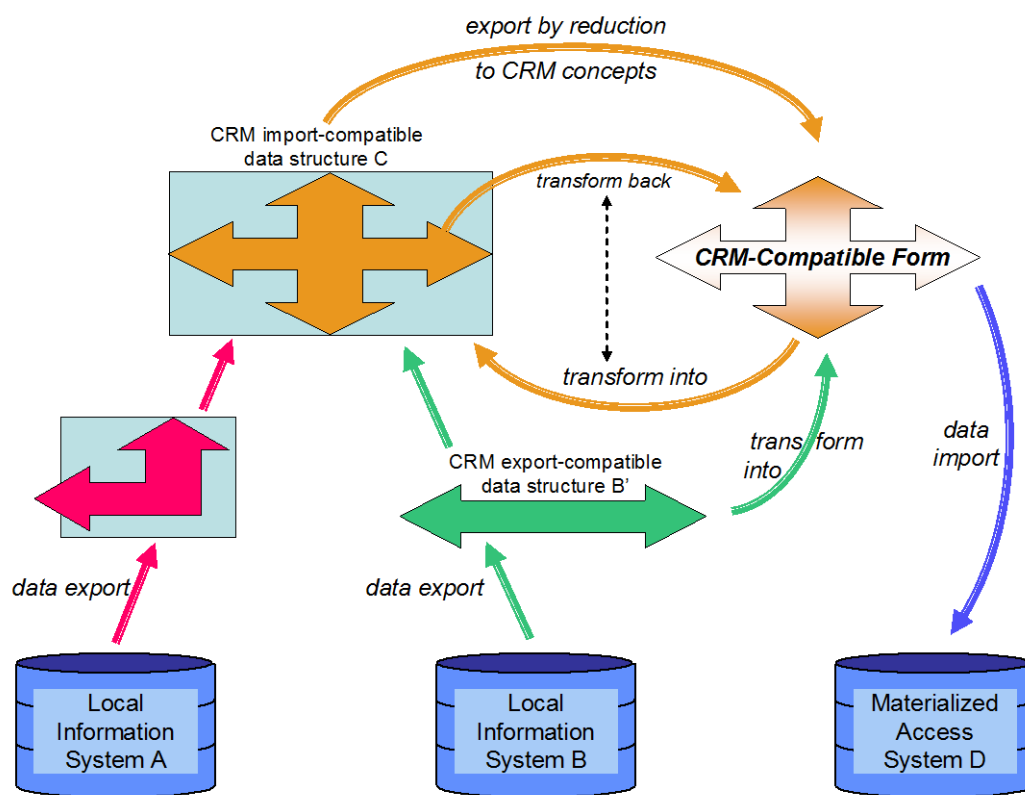 export by reduction
to CRM concepts
CRM import-compatible
data structure C
transform back
CRM-Compatible Form
transform into
CRM export-compatible
data structure B'
transform
into
data
import
data export
data export
Local
Information
System A
Local
Information
System B
Materialized
Access
System D